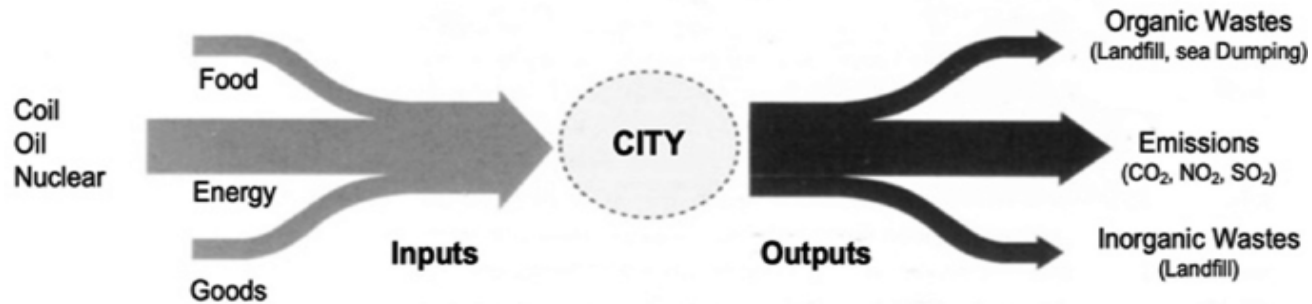 Food
Coil
Oil
Nuclear
Energy
Goods
Inputs
CITY
Outputs
Organic Wastes
(Landfill, sea Dumping)
Emissions
(CO₂, NO₂, SO₂)
Inorganic Wastes
(Landfill)